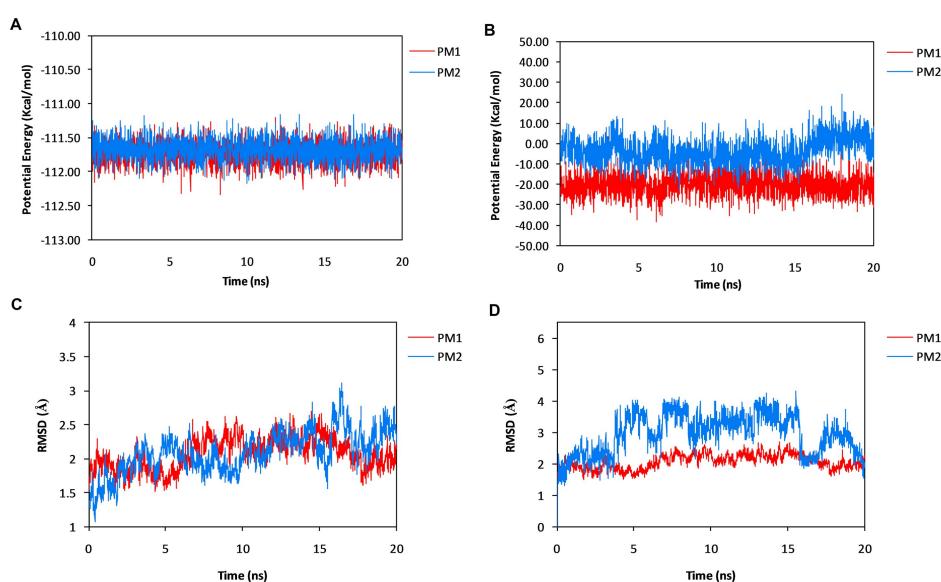 A
-110.00
-110.50
-111.00
-111.50
-112.00
-112.50
-113.00
Potential Energy (Kcal/mol)
0 5 10 15 20
Time (ns)
PM1
PM2
B
50.00
40.00
30.00
20.00
10.00
0.00
-10.00
-20.00
-30.00
-40.00
-50.00
Potential Energy (Kcal/mol)
0 5 10 15 20
Time (ns)
PM1
PM2
C
4
3.5
3
2.5
2
1.5
1
RMSD (Å)
0 5 10 15 20
Time (ns)
PM1
PM2
D
6
5
4
3
2
1
0
RMSD (Å)
0 5 10 15 20
Time (ns)
PM1
PM2